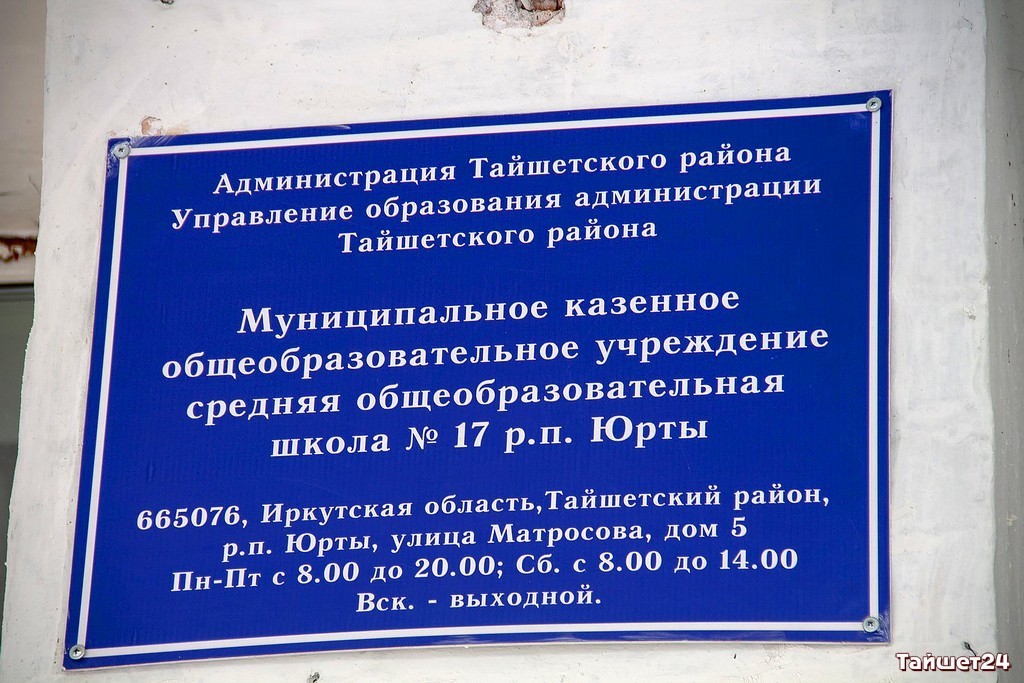 Администрация Тайшетского района
Управление образования администрации
Тайшетского района
Муниципальное казенное
общеобразовательное учреждение
средняя общеобразовательная
школа № 17 р.п. Юрты
665076, Иркутская область,Тайшетский район,
р.п. Юрты, улица Матросова, дом 5
Пн-Пт с 8.00 до 20.00; Сб. с 8.00 до 14.00
Вск. - выходной.
Тайшет24